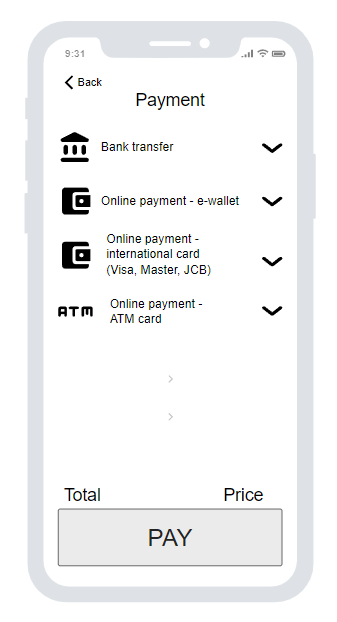 9:31
Back
Payment
Bank transfer
Online payment - e-wallet
Online payment -
international card
(Visa, Master, JCB)
ATM
Online payment -
ATM card
Total Price
PAY